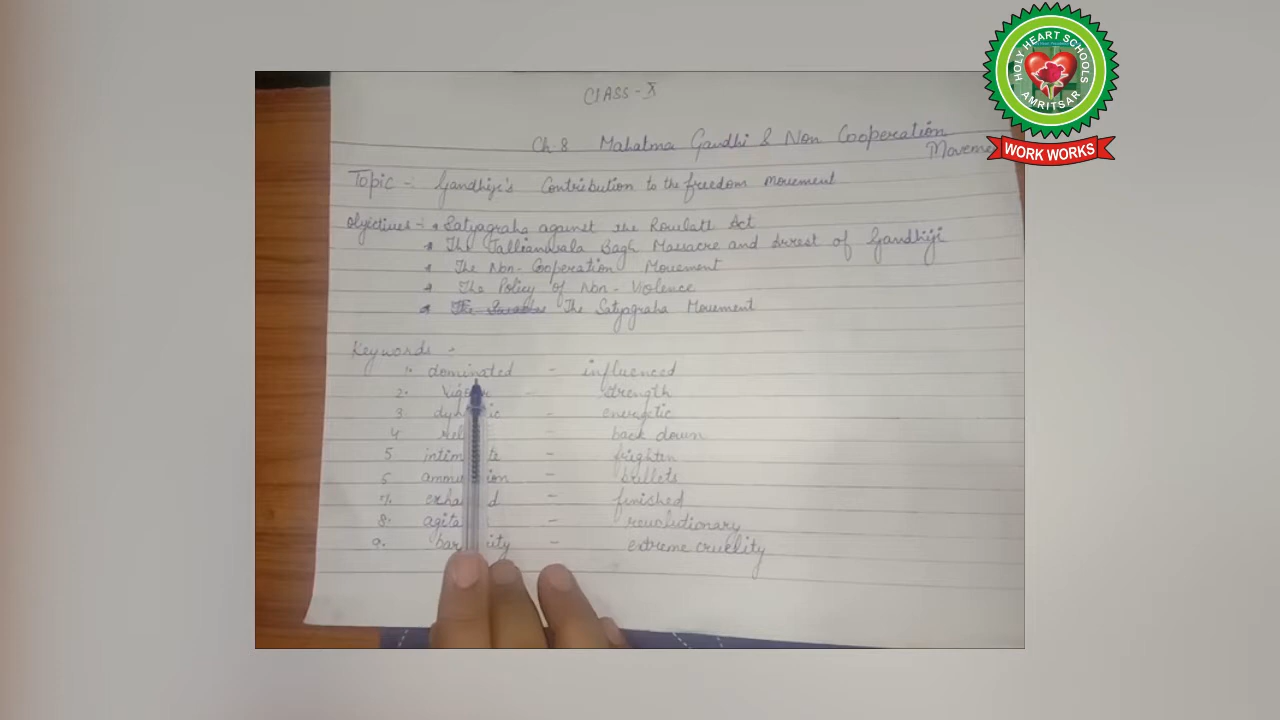 CLASS - X
Ch 8 Mahatma Gandhi & Non Cooperation
Topic -: Gandhiji's Contribution to the freedom Movement
Objectives -: * Satyagraha against the Rowlatt Act
* The Jallianwala Bagh Massacre and Arrest of Gandhiji
* The Non-Cooperation Movement
* The Policy of Non-Violence
* The Satyagraha Movement
Keywords -
1. dominated - influenced
2. -  strength
3. - energetic
4 - back down
5 - frighten
6 - bullets
7. - finished
8. - revolutionary
9. - extreme cruelity
HOLY HEART SCHOOLS
AMRITSAR
WORK WORKS